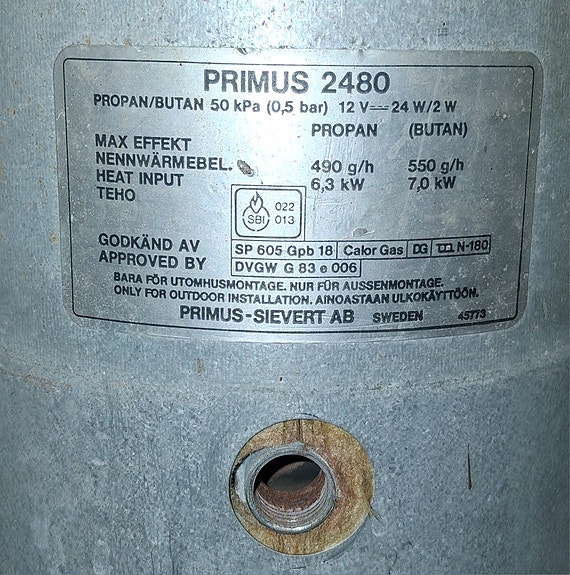 PRIMUS 2480
PROPAN/BUTAN 50 kPa (0,5 bar) 12 V⎓ 24 W/2 W
PROPAN (BUTAN)
MAX EFFEKT
NENNWÄRMEBEL. 490 g/h 550 g/h
HEAT INPUT 6,3 kW 7,0 kW
TEHO
SBI 022 013
GODKÄND AV SP 605 Gpb 18 Calor Gas DG N-180
APPROVED BY DVGW G 83 e 006
BARA FÖR UTOMHUSMONTAGE. NUR FÜR AUSSENMONTAGE.
ONLY FOR OUTDOOR INSTALLATION. AINOASTAAN ULKOKÄYTTÖÖN.
PRIMUS-SIEVERT AB SWEDEN 45773